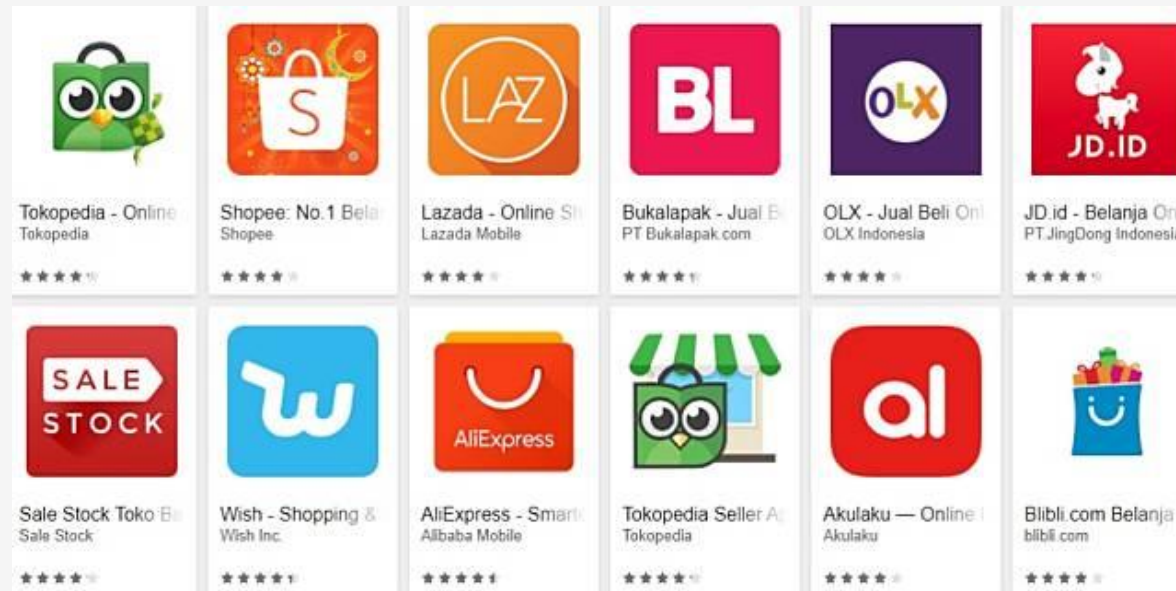 S
LAZ
BL
OLX
JD.ID
Tokopedia - Online
Tokopedia
Shopee: No.1 Bela
Shopee
Lazada - Online Sh
Lazada Mobile
Bukalapak - Jual B
PT Bukalapak.com
OLX - Jual Beli Onl
OLX Indonesia
JD.id - Belanja On
PT.JingDong Indonesia
SALE
STOCK
w
AliExpress
al
Sale Stock Toko Ba
Sale Stock
Wish - Shopping &
Wish Inc.
AliExpress - Smart
Alibaba Mobile
Tokopedia Seller A
Tokopedia
Akulaku — Online
Akulaku
Blibli.com Belanja
blibli.com